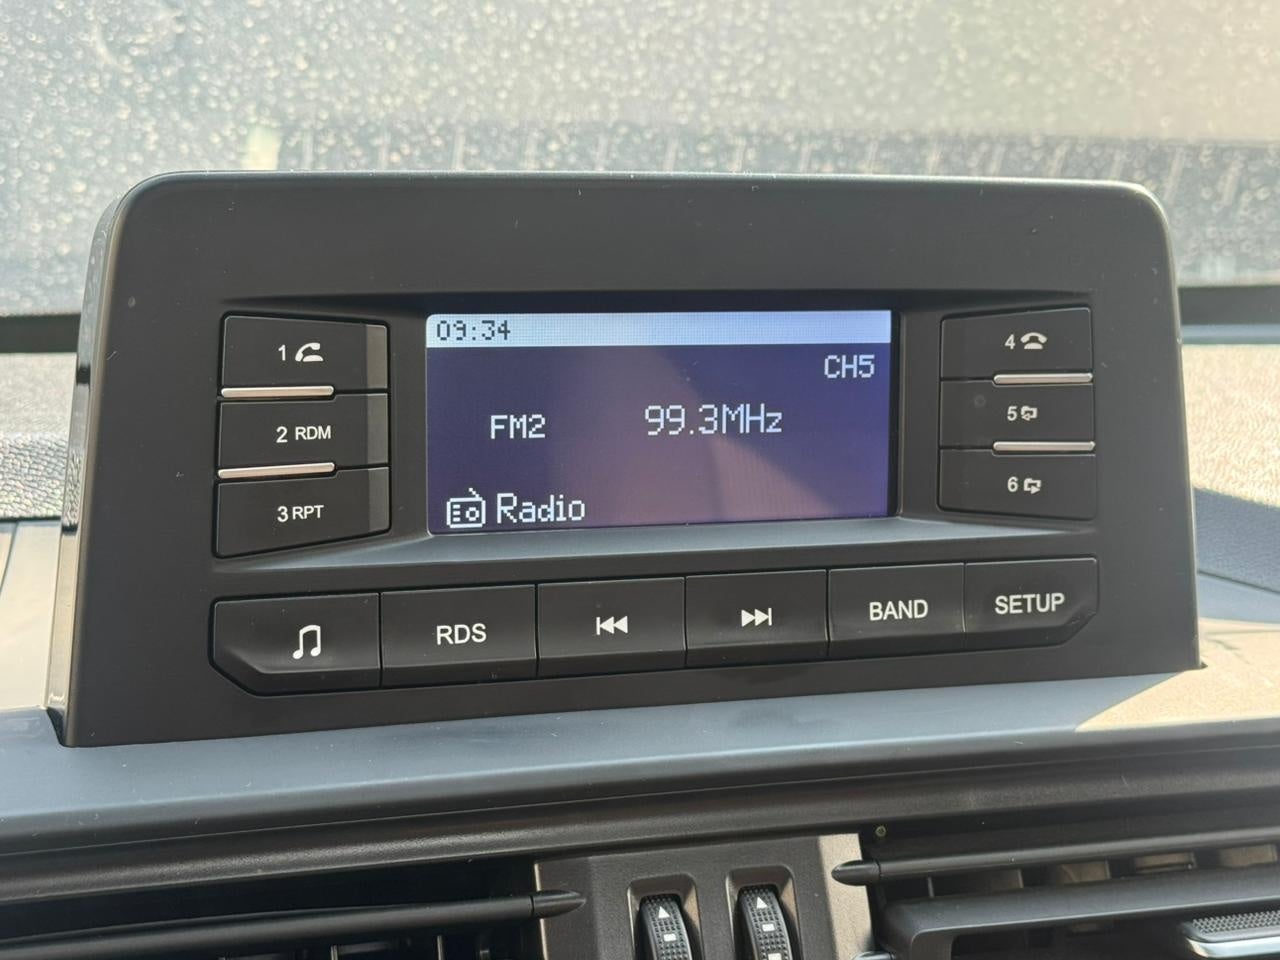 09:34
CH5
FM2 99.3MHz
Radio
1
2 RDM
3 RPT
4
5
6
RDS
BAND
SETUP